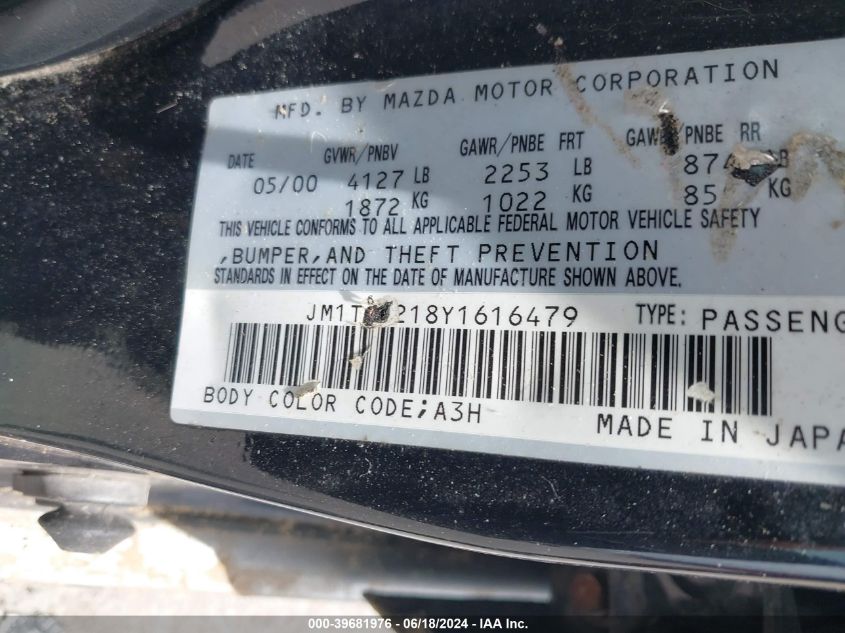 MFD. BY MAZDA MOTOR CORPORATION
DATE GVWR/PNBV GAWR/PNBE FRT GAWR/PNBE RR
05/00 4127 LB 2253 LB
1872 KG 1022 KG 85 KG
THIS VEHICLE CONFORMS TO ALL APPLICABLE FEDERAL MOTOR VEHICLE SAFETY
,BUMPER,AND THEFT PREVENTION
STANDARDS IN EFFECT ON THE DATE OF MANUFACTURE SHOWN ABOVE.
TYPE: PASSENG
BODY COLOR CODE;A3H MADE IN JAPA
000-39681976 - 06/18/2024 - IAA Inc.